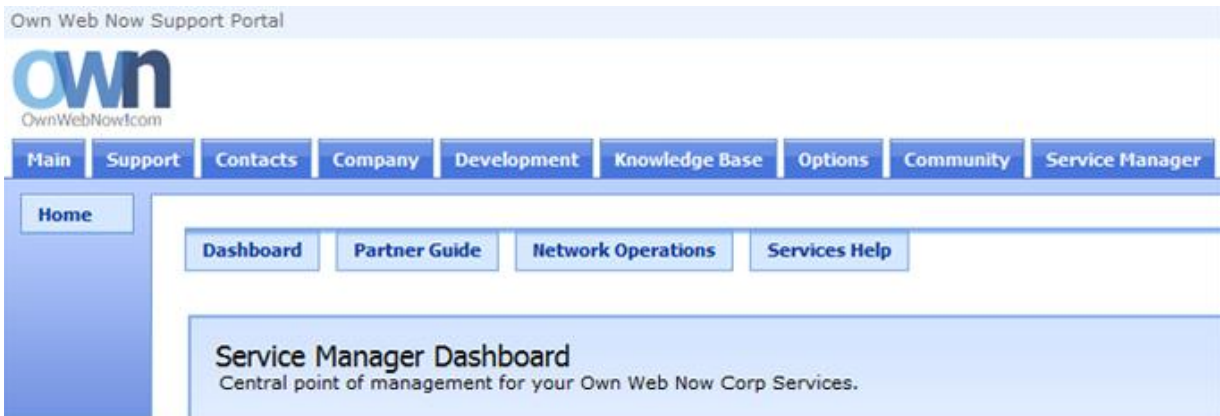 Own Web Now Support Portal
own
OwnWebNow!com
Main Support Contacts Company Development Knowledge Base Options Community Service Manager
Home
Dashboard Partner Guide Network Operations Services Help
Service Manager Dashboard
Central point of management for your Own Web Now Corp Services.